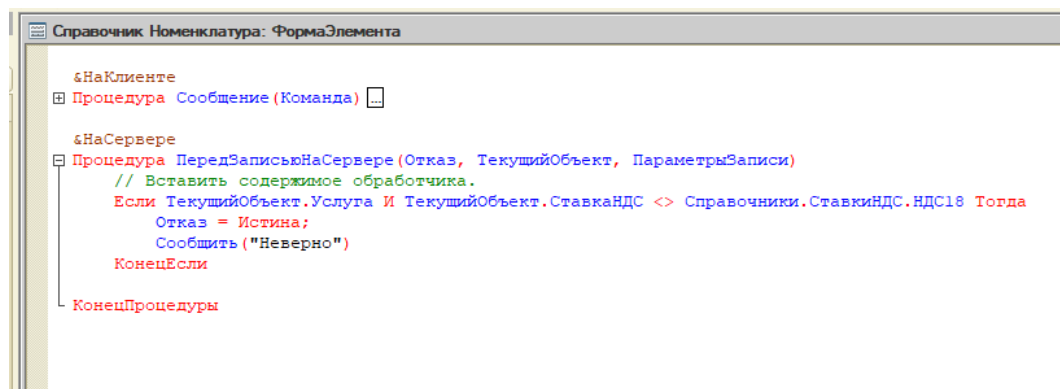 Справочник Номенклатура: ФормаЭлемента
&НаКлиенте
Процедура Сообщение(Команда) ...
&НаСервере
Процедура ПередЗаписьюНаСервере(Отказ, ТекущийОбъект, ПараметрыЗаписи)
// Вставить содержимое обработчика.
Если ТекущийОбъект.Услуга И ТекущийОбъект.СтавкаНДС <> Справочники.СтавкиНДС.НДС18 Тогда
Отказ = Истина;
Сообщить("Неверно")
КонецЕсли
КонецПроцедуры